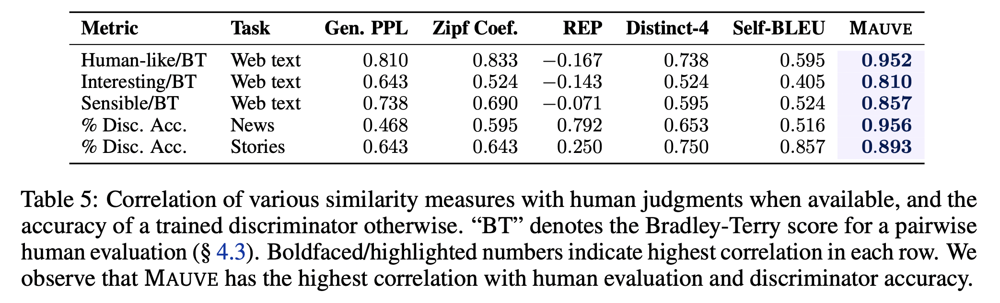 Metric Task Gen. PPL Zipf Coef. REP Distinct-4 Self-BLEU MAUVE
Human-like/BT Web text 0.810 0.833 −0.167 0.738 0.595 0.952
Interesting/BT Web text 0.643 0.524 −0.143 0.524 0.405 0.810
Sensible/BT Web text 0.738 0.690 −0.071 0.595 0.524 0.857
% Disc. Acc. News 0.468 0.595 0.792 0.653 0.516 0.956
% Disc. Acc. Stories 0.643 0.643 0.250 0.750 0.857 0.893
Table 5: Correlation of various similarity measures with human judgments when available, and the
accuracy of a trained discriminator otherwise. “BT” denotes the Bradley-Terry score for a pairwise
human evaluation (§ 4.3). Boldfaced/highlighted numbers indicate highest correlation in each row. We
observe that MAUVE has the highest correlation with human evaluation and discriminator accuracy.